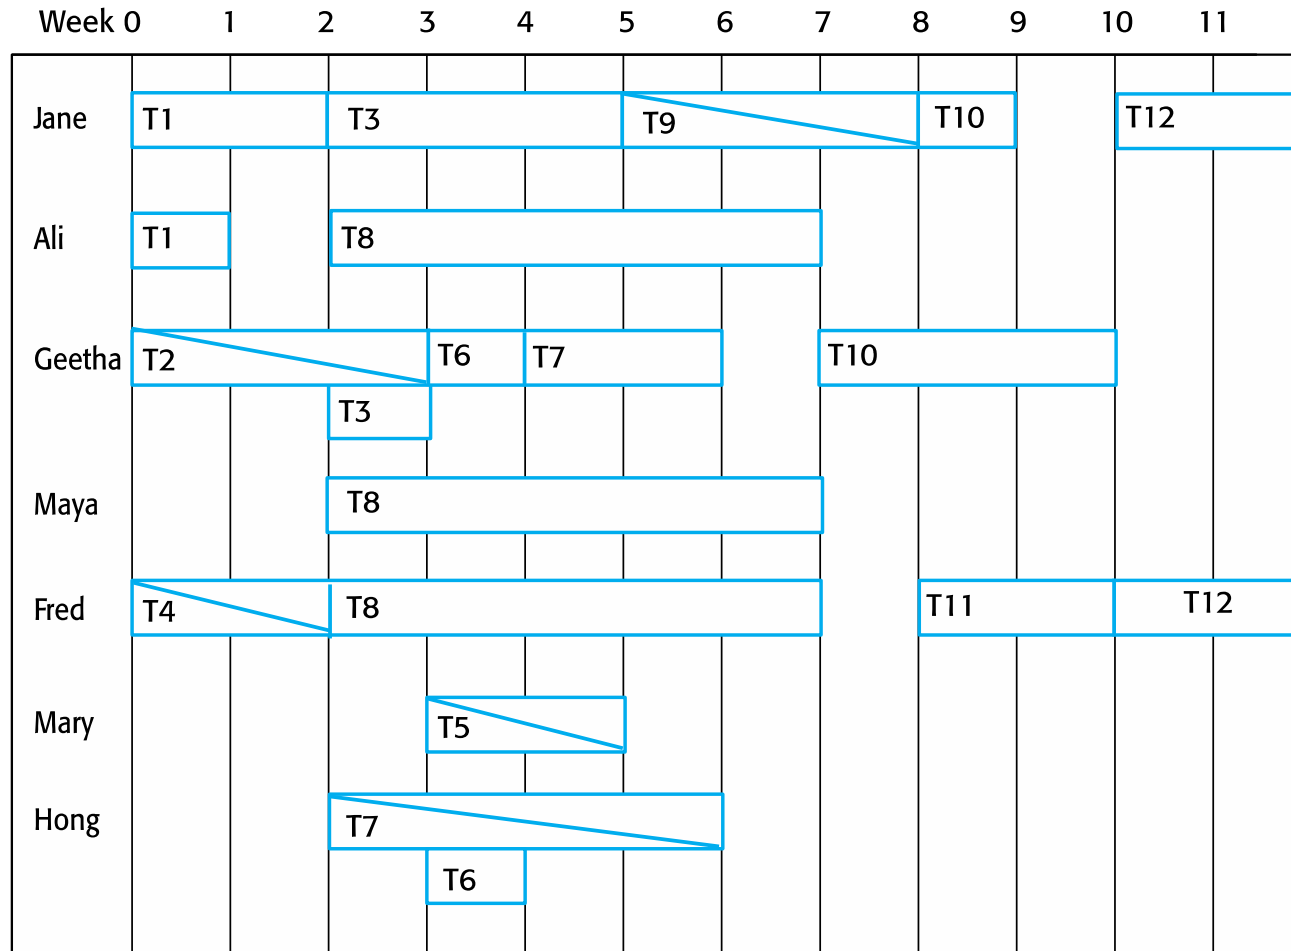 Week 0 1 2 3 4 5 6 7 8 9 10 11
Jane T1 T3 T9 T10 T12
Ali T1 T8
Geetha T2 T6 T7 T10
T3
Maya T8
Fred T4 T8 T11 T12
Mary T5
Hong T7
T6